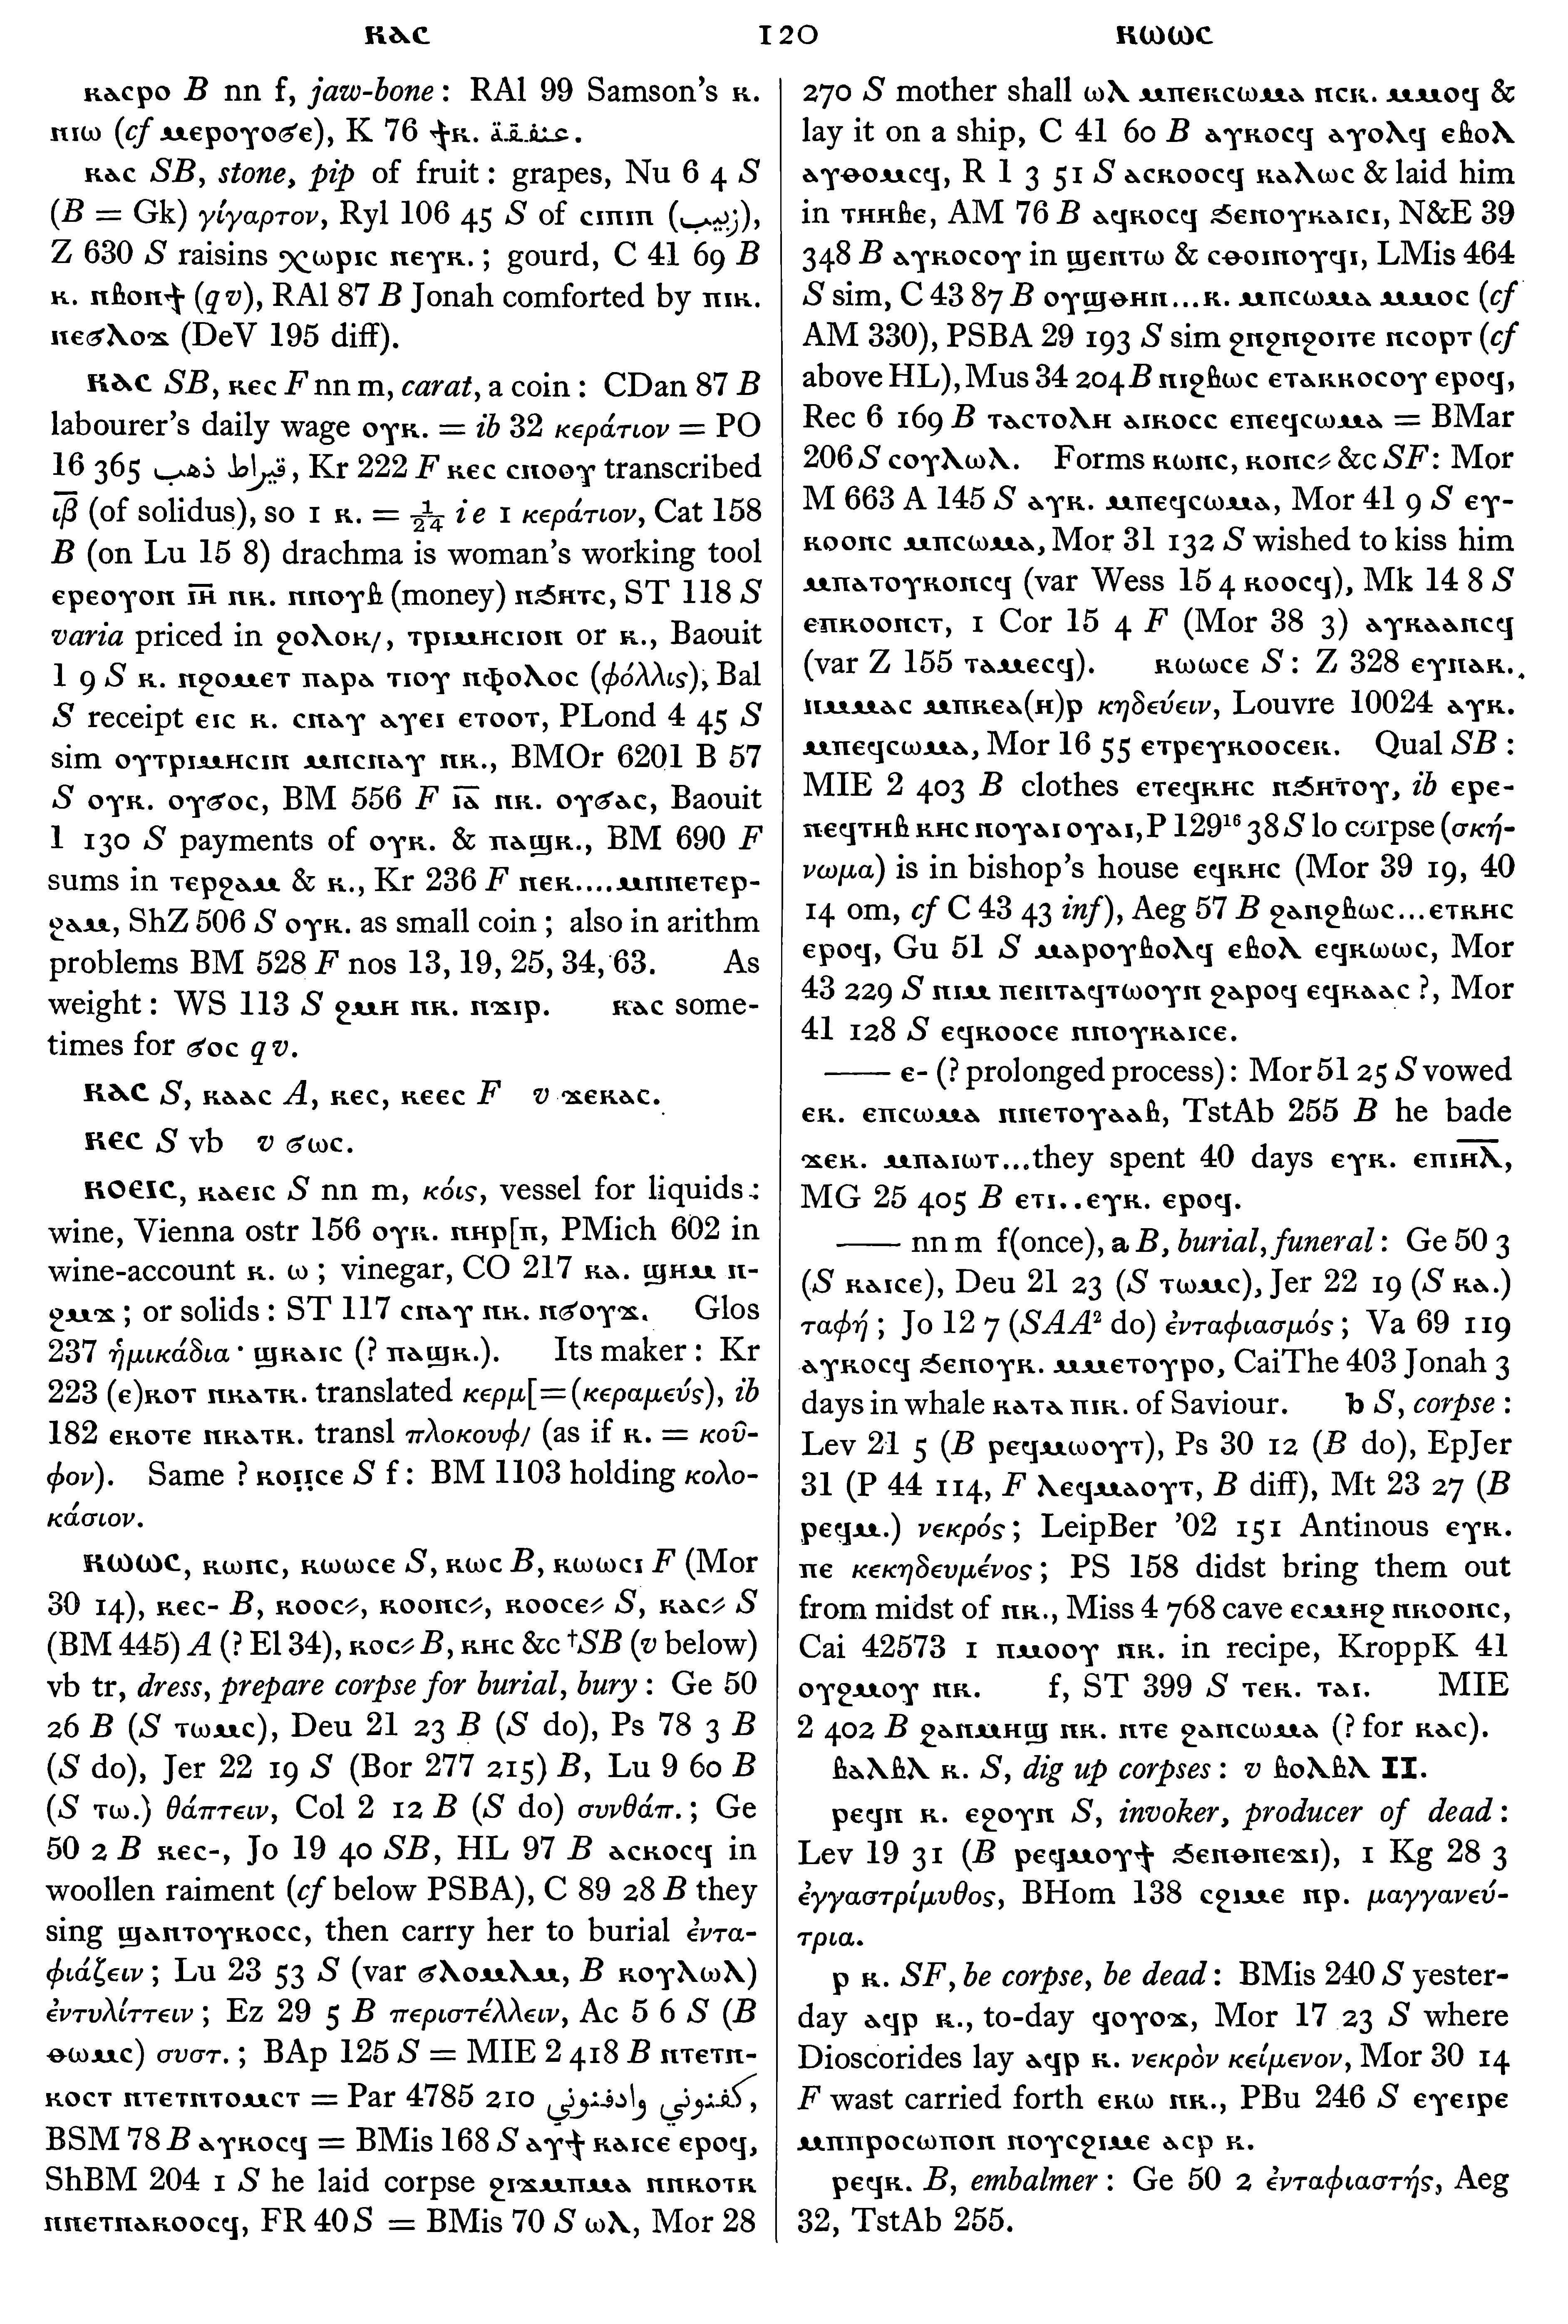 ⲕⲁⲥ 120 ⲕⲱⲱⲥ
ⲕⲁⲥⲣⲟ B nn f, jaw-bone: RAl 99 Samson's ⲕ.
ⲛⲓⲱ (cf ⲙⲉⲣⲟⲩⲟϭⲉ), K 76 ϯⲕ. عنفقة.
ⲕⲁⲥ SB, stone, pip of fruit: grapes, Nu 6 4 S
(B = Gk) γίγαρτον, Ryl 106 45 S of ⲥⲡⲓⲡ (زبيب),
Z 630 S raisins ⲭⲱⲣⲓⲥ ⲛⲉⲩⲕ.; gourd, C 41 69 B
ⲕ. ⲛⲃⲟⲛϯ (q v), RAl 87 B Jonah comforted by ⲡⲓⲕ.
ⲛⲉϭⲗⲟϫ (DeV 195 diff).
ⲕⲁⲥ SB, ⲕⲉⲥ F nn m, carat, a coin: CDan 87 B
labourer's daily wage ⲟⲩⲕ. = ib 32 κεράτιον = PO
16 365 قيراط ذهب, Kr 222 F ⲕⲉⲥ ⲥⲛⲟⲟⲩ transcribed
ι̅β̅ (of solidus), so 1 ⲕ. = 1/24 i e 1 κεράτιον, Cat 158
B (on Lu 15 8) drachma is woman's working tool
ⲉⲣⲉⲟⲩⲟⲛ ⲓ̅ⲏ̅ ⲛⲕ. ⲛⲛⲟⲩⲃ (money) ⲛϧⲏⲧⲥ, ST 118 S
varia priced in ϩⲟⲗⲟⲕ/, ⲧⲣⲓⲙⲏⲥⲓⲟⲛ or ⲕ., Baouit
1 9 S ⲕ. ⲛϩⲟⲙⲉⲧ ⲡⲁⲣⲁ ⲧⲓⲟⲩ ⲛⲫⲟⲗⲟⲥ (φόλλις), Bal
S receipt ⲉⲓⲥ ⲕ. ⲥⲛⲁⲩ ⲁⲩⲉⲓ ⲉⲧⲟⲟⲧ, PLond 4 45 S
sim ⲟⲩⲧⲣⲓⲙⲏⲥⲓⲛ ⲙⲛⲥⲛⲁⲩ ⲛⲕ., BMOr 6201 B 57
S ⲟⲩⲕ. ⲟⲩϭⲟⲥ, BM 556 F ⲓ̅ⲁ̅ ⲛⲕ. ⲟⲩϭⲁⲥ, Baouit
1 130 S payments of ⲟⲩⲕ. & ⲡⲁϣⲕ., BM 690 F
sums in ⲧⲉⲣϩⲁⲙ & ⲕ., Kr 236 F ⲡⲉⲕ....ⲙⲡⲡⲉⲧⲉⲣ-
ϩⲁⲙ, ShZ 506 S ⲟⲩⲕ. as small coin; also in arithm
problems BM 528 F nos 13, 19, 25, 34, 63. As
weight: WS 113 S ϩⲙⲏ ⲛⲕ. ⲛϫⲓⲣ. ⲕⲁⲥ some-
times for ϭⲟⲥ q v.
ⲕⲁⲥ S, ⲕⲁⲁⲥ A, ⲕⲉⲥ, ⲕⲉⲉⲥ F v ϫⲉⲕⲁⲥ.
ⲕⲉⲥ S vb v ϭⲱⲥ.
ⲕⲟⲉⲓⲥ, ⲕⲁⲉⲓⲥ S nn m, κόις, vessel for liquids:
wine, Vienna ostr 156 ⲟⲩⲕ. ⲛⲏⲣ[ⲡ, PMich 602 in
wine-account ⲕ. ⲱ; vinegar, CO 217 ⲕⲁ. ϣⲏⲙ ⲛ-
ϩⲙϫ; or solids: ST 117 ⲥⲛⲁⲩ ⲛⲕ. ⲛϭⲟⲩϫ. Glos
237 ἡμικάδια· ϣⲕⲁⲓⲥ (? ⲡⲁϣⲕ.). Its maker: Kr
223 (ⲉ)ⲕⲟⲧ ⲛⲕⲁⲧⲕ. translated κερμ[=(κεραμεύς), ib
182 ⲉⲕⲟⲧⲉ ⲛⲕⲁⲧⲕ. transl πλοκουφ/ (as if ⲕ. = κοῦ-
φον). Same ? ⲕⲟⲓ̣ⲥⲉ S f: BM 1103 holding κολο-
κάσιον.
ⲕⲱⲱⲥ, ⲕⲱⲛⲥ, ⲕⲱⲱⲥⲉ S, ⲕⲱⲥ B, ⲕⲱⲱⲥⲓ F (Mor
30 14), ⲕⲉⲥ- B, ⲕⲟⲟⲥ⸗, ⲕⲟⲟⲛⲥ⸗, ⲕⲟⲟⲥⲉ⸗ S, ⲕⲁⲥ⸗ S
(BM 445) A (? El 34), ⲕⲟⲥ⸗ B, ⲕⲏⲥ &c †SB (v below)
vb tr, dress, prepare corpse for burial, bury: Ge 50
26 B (S ⲧⲱⲙⲥ), Deu 21 23 B (S do), Ps 78 3 B
(S do), Jer 22 19 S (Bor 277 215) B, Lu 9 60 B
(S ⲧⲱ.) θάπτειν, Col 2 12 B (S do) συνθάπ.; Ge
50 2 B ⲕⲉⲥ-, Jo 19 40 SB, HL 97 B ⲁⲥⲕⲟⲥϥ in
woollen raiment (cf below PSBA), C 89 28 B they
sing ϣⲁⲛⲧⲟⲩⲕⲟⲥⲥ, then carry her to burial ἐντα-
φιάζειν; Lu 23 53 S (var ϭⲗⲟⲙⲗⲙ, B ⲕⲟⲩⲗⲱⲗ)
ἐντυλίττειν; Ez 29 5 B περιστέλλειν, Ac 5 6 S (B
ⲑⲱⲙⲥ) συστ.; BAp 125 S = MIE 2 418 B ⲛⲧⲉⲧⲛ-
ⲕⲟⲥⲧ ⲛⲧⲉⲧⲛⲧⲟⲙⲥⲧ = Par 4785 210 كفنوني وادفنوني,
BSM 78 B ⲁⲩⲕⲟⲥϥ = BMis 168 S ⲁⲩϯ ⲕⲁⲓⲥⲉ ⲉⲣⲟϥ,
ShBM 204 1 S he laid corpse ϩⲓϫⲙⲡⲙⲁ ⲛⲛⲕⲟⲧⲕ
ⲛⲛⲉⲧⲛⲁⲕⲟⲟⲥϥ, FR 40 S = BMis 70 S ⲱⲗ, Mor 28
270 S mother shall ⲱⲗ ⲙⲡⲉⲕⲥⲱⲙⲁ ⲛⲥⲕ. ⲙⲙⲟϥ &
lay it on a ship, C 41 60 B ⲁⲩⲕⲟⲥϥ ⲁⲩⲟⲗϥ ⲉⲃⲟⲗ
ⲁⲩⲑⲟⲙⲥϥ, R 1 3 51 S ⲁⲥⲕⲟⲟⲥϥ ⲕⲁⲗⲱⲥ & laid him
in ⲧⲏⲏⲃⲉ, AM 76 B ⲁϥⲕⲟⲥϥ ϧⲉⲛⲟⲩⲕⲁⲓⲥⲓ, N&E 39
348 B ⲁⲩⲕⲟⲥⲟⲩ in ϣⲉⲛⲧⲱ & ⲥⲑⲟⲓⲛⲟⲩϥⲓ, LMis 464
S sim, C 43 87 B ⲟⲩϣⲑⲏⲛ...ⲕ. ⲙⲡⲥⲱⲙⲁ ⲙⲙⲟⲥ (cf
AM 330), PSBA 29 193 S sim ϩⲛϩⲛϩⲟⲓⲧⲉ ⲛⲥⲟⲣⲧ (cf
above HL), Mus 34 204 B ⲡⲓϩⲃⲱⲥ ⲉⲧⲁⲕⲕⲟⲥⲟⲩ ⲉⲣⲟϥ,
Rec 6 169 B ⲧⲁⲥⲧⲟⲗⲏ ⲁⲓⲕⲟⲥⲥ ⲉⲡⲉϥⲥⲱⲙⲁ = BMar
206 S ⲥⲟⲩⲗⲱⲗ. Forms ⲕⲱⲛⲥ, ⲕⲟⲛⲥ⸗ &c SF: Mor
M 663 A 145 S ⲁⲩⲕ. ⲙⲡⲉϥⲥⲱⲙⲁ, Mor 41 9 S ⲉⲩ-
ⲕⲟⲟⲛⲥ ⲙⲡⲥⲱⲙⲁ, Mor 31 132 S wished to kiss him
ⲙⲡⲁⲧⲟⲩⲕⲟⲛⲥϥ (var Wess 15 4 ⲕⲟⲟⲥϥ), Mk 14 8 S
ⲉⲡⲕⲟⲟⲛⲥⲧ, 1 Cor 15 4 F (Mor 38 3) ⲁⲩⲕⲁⲁⲛⲥϥ
(var Z 155 ⲧⲁⲙⲉⲥϥ). ⲕⲱⲱⲥⲉ S: Z 328 ⲉⲩⲛⲁⲕ.
ⲛⲙⲙⲁⲥ ⲙⲡⲕⲉⲁ(ⲏ)ⲣ κηδεύειν, Louvre 10024 ⲁⲩⲕ.
ⲙⲡⲉϥⲥⲱⲙⲁ, Mor 16 55 ⲉⲧⲣⲉⲩⲕⲟⲟⲥⲉⲕ. Qual SB:
MIE 2 403 B clothes ⲉⲧⲉϥⲕⲏⲥ ⲛϧⲏⲧⲟⲩ, ib ⲉⲣⲉ-
ⲡⲉϥⲧⲏⲃ ⲕⲏⲥ ⲛⲟⲩⲁⲓ ⲟⲩⲁⲓ, P 129¹⁶ 38 S lo corpse (σκή-
νωμα) is in bishop's house ⲉϥⲕⲏⲥ (Mor 39 19, 40
14 om, cf C 43 43 inf), Aeg 57 B ϩⲁⲛϩⲃⲱⲥ...ⲉⲧⲕⲏⲥ
ⲉⲣⲟϥ, Gu 51 S ⲙⲁⲣⲟⲩⲃⲟⲗϥ ⲉⲃⲟⲗ ⲉϥⲕⲱⲱⲥ, Mor
43 229 S ⲛⲓⲙ ⲡⲉⲛⲧⲁϥⲧⲱⲟⲩⲛ ϩⲁⲣⲟϥ ⲉϥⲕⲁⲁⲥ ?, Mor
41 128 S ⲉϥⲕⲟⲟⲥⲉ ⲛⲛⲟⲩⲕⲁⲓⲥⲉ.
—— ⲉ- (? prolonged process): Mor 51 25 S vowed
ⲉⲕ. ⲉⲡⲥⲱⲙⲁ ⲛⲡⲉⲧⲟⲩⲁⲁⲃ, TstAb 255 B he bade
ϫⲉⲕ. ⲙⲡⲁⲓⲱⲧ...they spent 40 days ⲉⲩⲕ. ⲉⲡⲓⲏ̅ⲗ̅,
MG 25 405 B ⲉⲧⲓ..ⲉⲩⲕ. ⲉⲣⲟϥ.
—— nn m f(once), a B, burial, funeral: Ge 50 3
(S ⲕⲁⲓⲥⲉ), Deu 21 23 (S ⲧⲱⲙⲥ), Jer 22 19 (S ⲕⲁ.)
ταφή; Jo 12 7 (SAA² do) ἐνταφιασμός; Va 69 119
ⲁⲩⲕⲟⲥϥ ϧⲉⲛⲟⲩⲕ. ⲙⲙⲉⲧⲟⲩⲣⲟ, CaiThe 403 Jonah 3
days in whale ⲕⲁⲧⲁ ⲡⲓⲕ. of Saviour. b S, corpse:
Lev 21 5 (B ⲣⲉϥⲙⲱⲟⲩⲧ), Ps 30 12 (B do), EpJer
31 (P 44 114, F ⲗⲉϥⲙⲁⲟⲩⲧ, B diff), Mt 23 27 (B
ⲣⲉϥⲙ.) νεκρός; LeipBer '02 151 Antinous ⲉⲩⲕ.
ⲡⲉ κεκηδευμένος; PS 158 didst bring them out
from midst of ⲛⲕ., Miss 4 768 cave ⲉⲥⲙⲏϩ ⲛⲕⲟⲟⲛⲥ,
Cai 42573 1 ⲡⲙⲟⲟⲩ ⲛⲕ. in recipe, KroppK 41
ⲟⲩϩⲙⲟⲩ ⲛⲕ. f, ST 399 S ⲧⲉⲕ. ⲧⲁⲓ. MIE
2 402 B ϩⲁⲛⲙⲏϣ ⲛⲕ. ⲛⲧⲉ ϩⲁⲛⲥⲱⲙⲁ (? for ⲕⲁⲥ).
ⲃⲁⲗⲃⲗ ⲕ. S, dig up corpses: v ⲃⲟⲗⲃⲗ II.
ⲣⲉϥⲛ ⲕ. ⲉϩⲟⲩⲛ S, invoker, producer of dead:
Lev 19 31 (B ⲣⲉϥⲙⲟⲩϯ ϧⲉⲛⲑⲛⲉϫⲓ), 1 Kg 28 3
ἐγγαστρίμυθος, BHom 138 ⲥϩⲓⲙⲉ ⲛⲣ. μαγγανεύ-
τρια.
ⲣ ⲕ. SF, be corpse, be dead: BMis 240 S yester-
day ⲁϥⲣ ⲕ., to-day ϥⲟⲩⲟϫ, Mor 17 23 S where
Dioscorides lay ⲁϥⲣ ⲕ. νεκρὸν κείμενον, Mor 30 14
F wast carried forth ⲉⲕⲱ ⲛⲕ., PBu 246 S ⲉⲩⲉⲓⲣⲉ
ⲙⲡⲡⲣⲟⲥⲱⲡⲟⲛ ⲛⲟⲩⲥϩⲓⲙⲉ ⲁⲥⲣ ⲕ.
ⲣⲉϥⲕ. B, embalmer: Ge 50 2 ἐνταφιαστής, Aeg
32, TstAb 255.